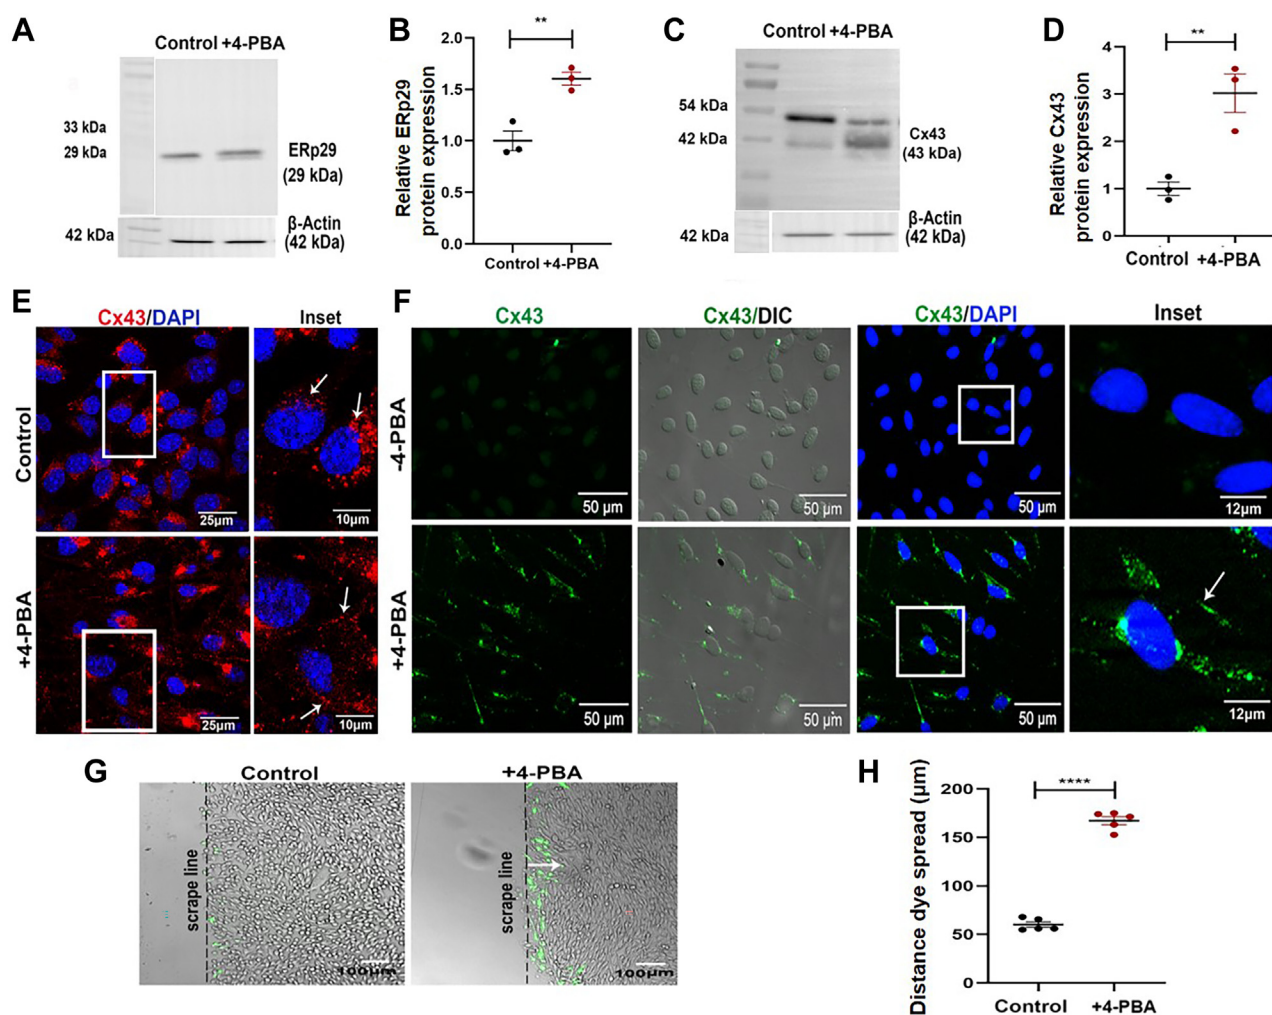 A
Control +4-PBA
33 kDa
29 kDa
ERp29
(29 kDa)
42 kDa
β-Actin
(42 kDa)
B
**
Relative ERp29
protein expression
2.0
1.5
1.0
0.5
0.0
Control +4-PBA
C
Control +4-PBA
54 kDa
42 kDa
Cx43
(43 kDa)
42 kDa
β-Actin
(42 kDa)
D
**
Relative Cx43
protein expression
4
3
2
1
0
Control +4-PBA
E
Cx43/DAPI
Inset
Control
25µm
10µm
+4-PBA
25µm
10µm
F
Cx43
Cx43/DIC
Cx43/DAPI
Inset
-4-PBA
50 µm
50 µm
50 µm
12µm
+4-PBA
50 µm
50 µm
50 µm
12µm
G
Control
+4-PBA
scrape line
100µm
scrape line
100µm
H
****
Distance dye spread (µm)
200
150
100
50
0
Control
+4-PBA